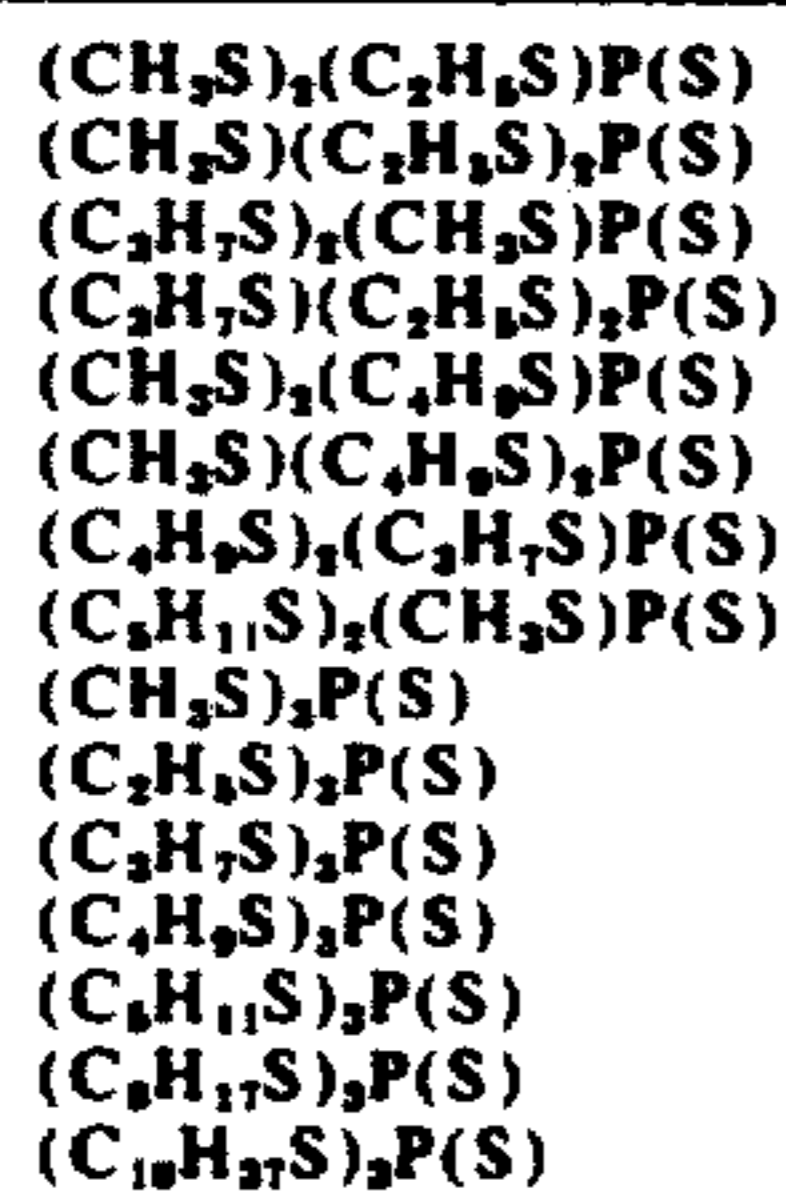 (CH₃S)₂(C₂H₅S)P(S)
(CH₃S)(C₂H₅S)₂P(S)
(C₃H₇S)₂(CH₃S)P(S)
(C₃H₇S)(C₂H₅S)₂P(S)
(CH₃S)₂(C₄H₉S)P(S)
(CH₃S)(C₄H₉S)₂P(S)
(C₄H₉S)₂(C₃H₇S)P(S)
(C₅H₁₁S)₂(CH₃S)P(S)
(CH₃S)₃P(S)
(C₂H₅S)₃P(S)
(C₃H₇S)₃P(S)
(C₄H₉S)₃P(S)
(C₅H₁₁S)₃P(S)
(C₈H₁₇S)₃P(S)
(C₁₈H₃₇S)₃P(S)